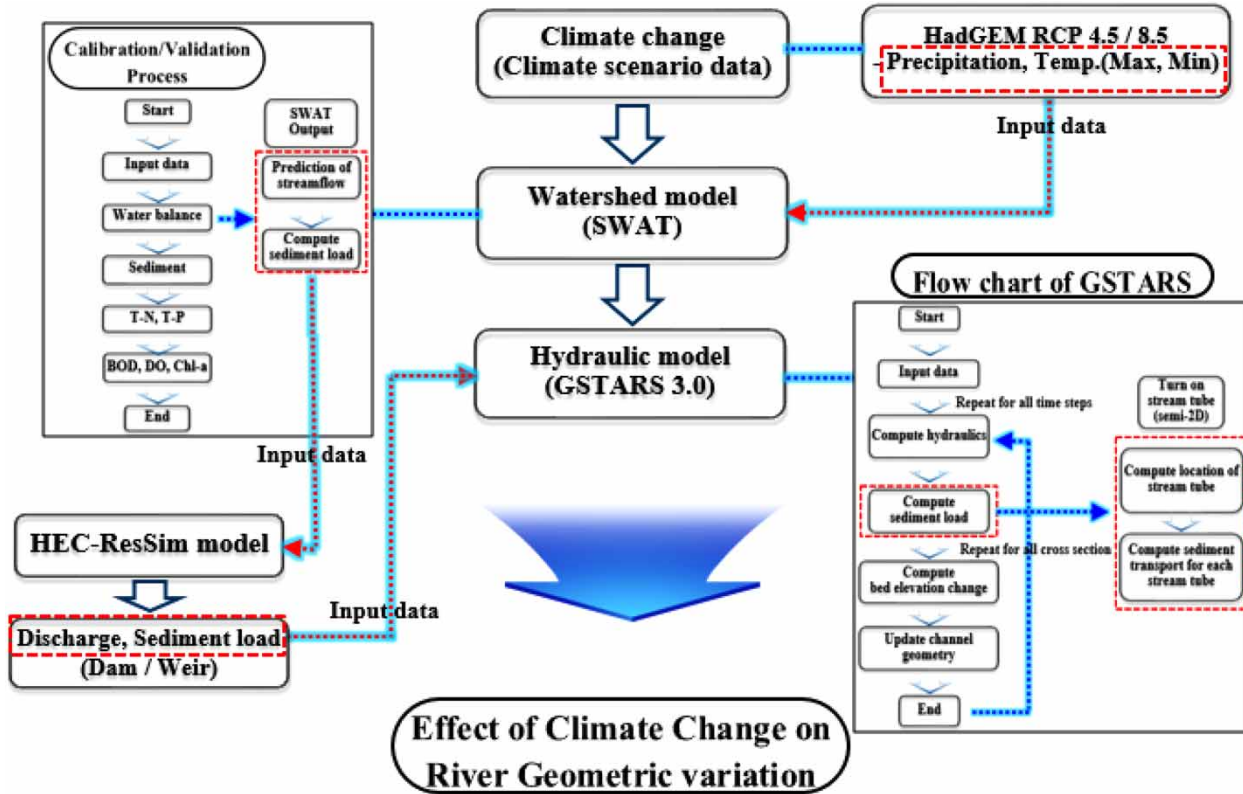 Calibration/Validation
Process
Start
Input data
Water balance
Sediment
T-N, T-P
BOD, DO, Chl-a
End
SWAT
Output
Prediction of
streamflow
Compute
sediment load
Climate change
(Climate scenario data)
HadGEM RCP 4.5 / 8.5
- Precipitation, Temp.(Max, Min)
Input data
Watershed model
(SWAT)
Hydraulic model
(GSTARS 3.0)
Input data
HEC-ResSim model
Discharge, Sediment load
(Dam / Weir)
Input data
Flow chart of GSTARS
Start
Input data
Repeat for all time steps
Compute hydraulics
Compute
sediment load
Repeat for all cross section
Compute
bed elevation change
Update channel
geometry
End
Turn on
stream tube
(semi-2D)
Compute location of
stream tube
Compute sediment
transport for each
stream tube
Effect of Climate Change on
River Geometric variation